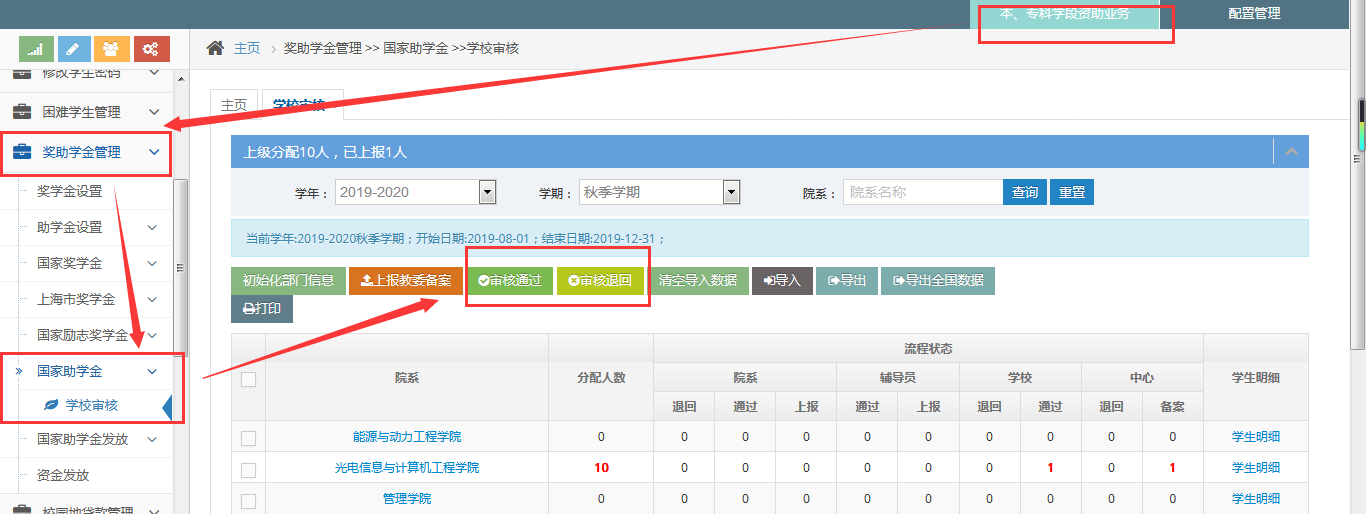 本、专科学段资助业务 配置管理
主页 奖助学金管理 >> 国家助学金 >>学校审核
修改学生密码
困难学生管理
奖助学金管理
奖学金设置
助学金设置
国家奖学金
上海市奖学金
国家励志奖学金
国家助学金
学校审核
国家助学金发放
资金发放
校园地贷款管理
主页 学校审核
上级分配10人，已上报1人
学年： 2019-2020 学期： 秋季学期 院系： 院系名称 查询 重置
当前学年:2019-2020秋季学期；开始日期:2019-08-01；结束日期:2019-12-31；
初始化部门信息 上报教委备案 审核通过 审核退回 清空导入数据 导入 导出 导出全国数据
打印
流程状态
院系 分配人数 院系 辅导员 学校 中心 学生明细
退回 通过 上报 通过 上报 退回 通过 退回 备案
能源与动力工程学院 0 0 0 0 0 0 0 0 0 0 学生明细
光电信息与计算机工程学院 10 0 0 0 0 0 0 1 0 1 学生明细
管理学院 0 0 0 0 0 0 0 0 0 0 学生明细